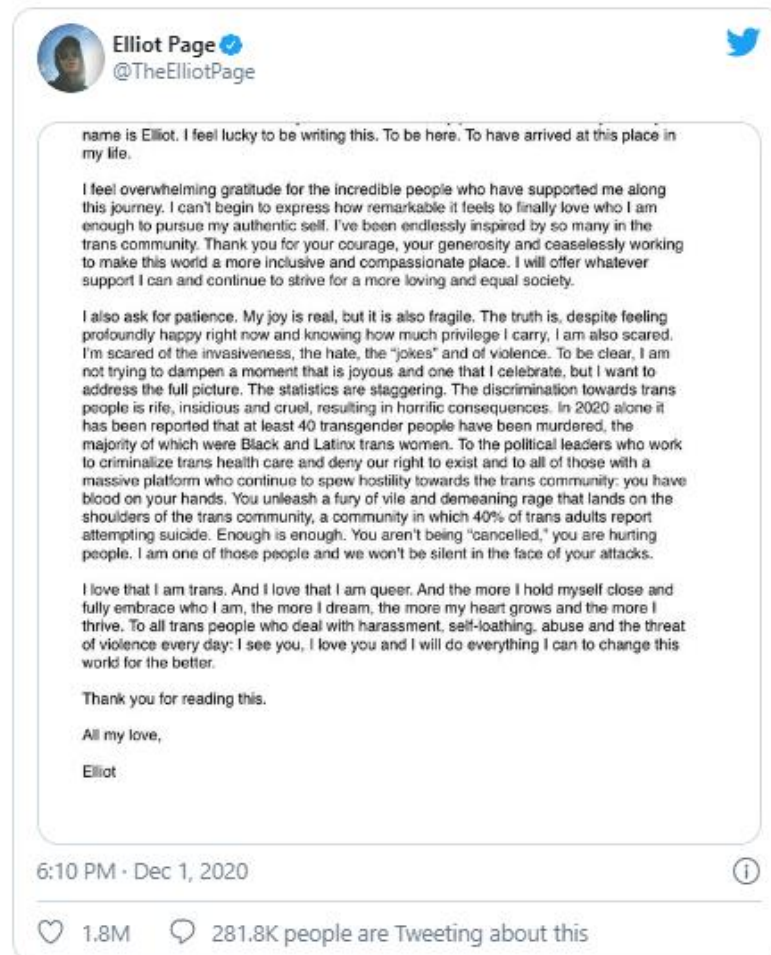 Elliot Page
@TheElliotPage
name is Elliot. I feel lucky to be writing this. To be here. To have arrived at this place in
my life.
I feel overwhelming gratitude for the incredible people who have supported me along
this journey. I can't begin to express how remarkable it feels to finally love who I am
enough to pursue my authentic self. I've been endlessly inspired by so many in the
trans community. Thank you for your courage, your generosity and ceaselessly working
to make this world a more inclusive and compassionate place. I will offer whatever
support I can and continue to strive for a more loving and equal society.
I also ask for patience. My joy is real, but it is also fragile. The truth is, despite feeling
profoundly happy right now and knowing how much privilege I carry, I am also scared.
I'm scared of the invasiveness, the hate, the "jokes" and of violence. To be clear, I am
not trying to dampen a moment that is joyous and one that I celebrate, but I want to
address the full picture. The statistics are staggering. The discrimination towards trans
people is rife, insidious and cruel, resulting in horrific consequences. In 2020 alone it
has been reported that at least 40 transgender people have been murdered, the
majority of which were Black and Latinx trans women. To the political leaders who work
to criminalize trans health care and deny our right to exist and to all of those with a
massive platform who continue to spew hostility towards the trans community: you have
blood on your hands. You unleash a fury of vile and demeaning rage that lands on the
shoulders of the trans community, a community in which 40% of trans adults report
attempting suicide. Enough is enough. You aren't being "cancelled," you are hurting
people. I am one of those people and we won't be silent in the face of your attacks.
I love that I am trans. And I love that I am queer. And the more I hold myself close and
fully embrace who I am, the more I dream, the more my heart grows and the more I
thrive. To all trans people who deal with harassment, self-loathing, abuse and the threat
of violence every day: I see you, I love you and I will do everything I can to change this
world for the better.
Thank you for reading this.
All my love,
Elliot
6:10 PM · Dec 1, 2020
1.8M 281.8K people are Tweeting about this